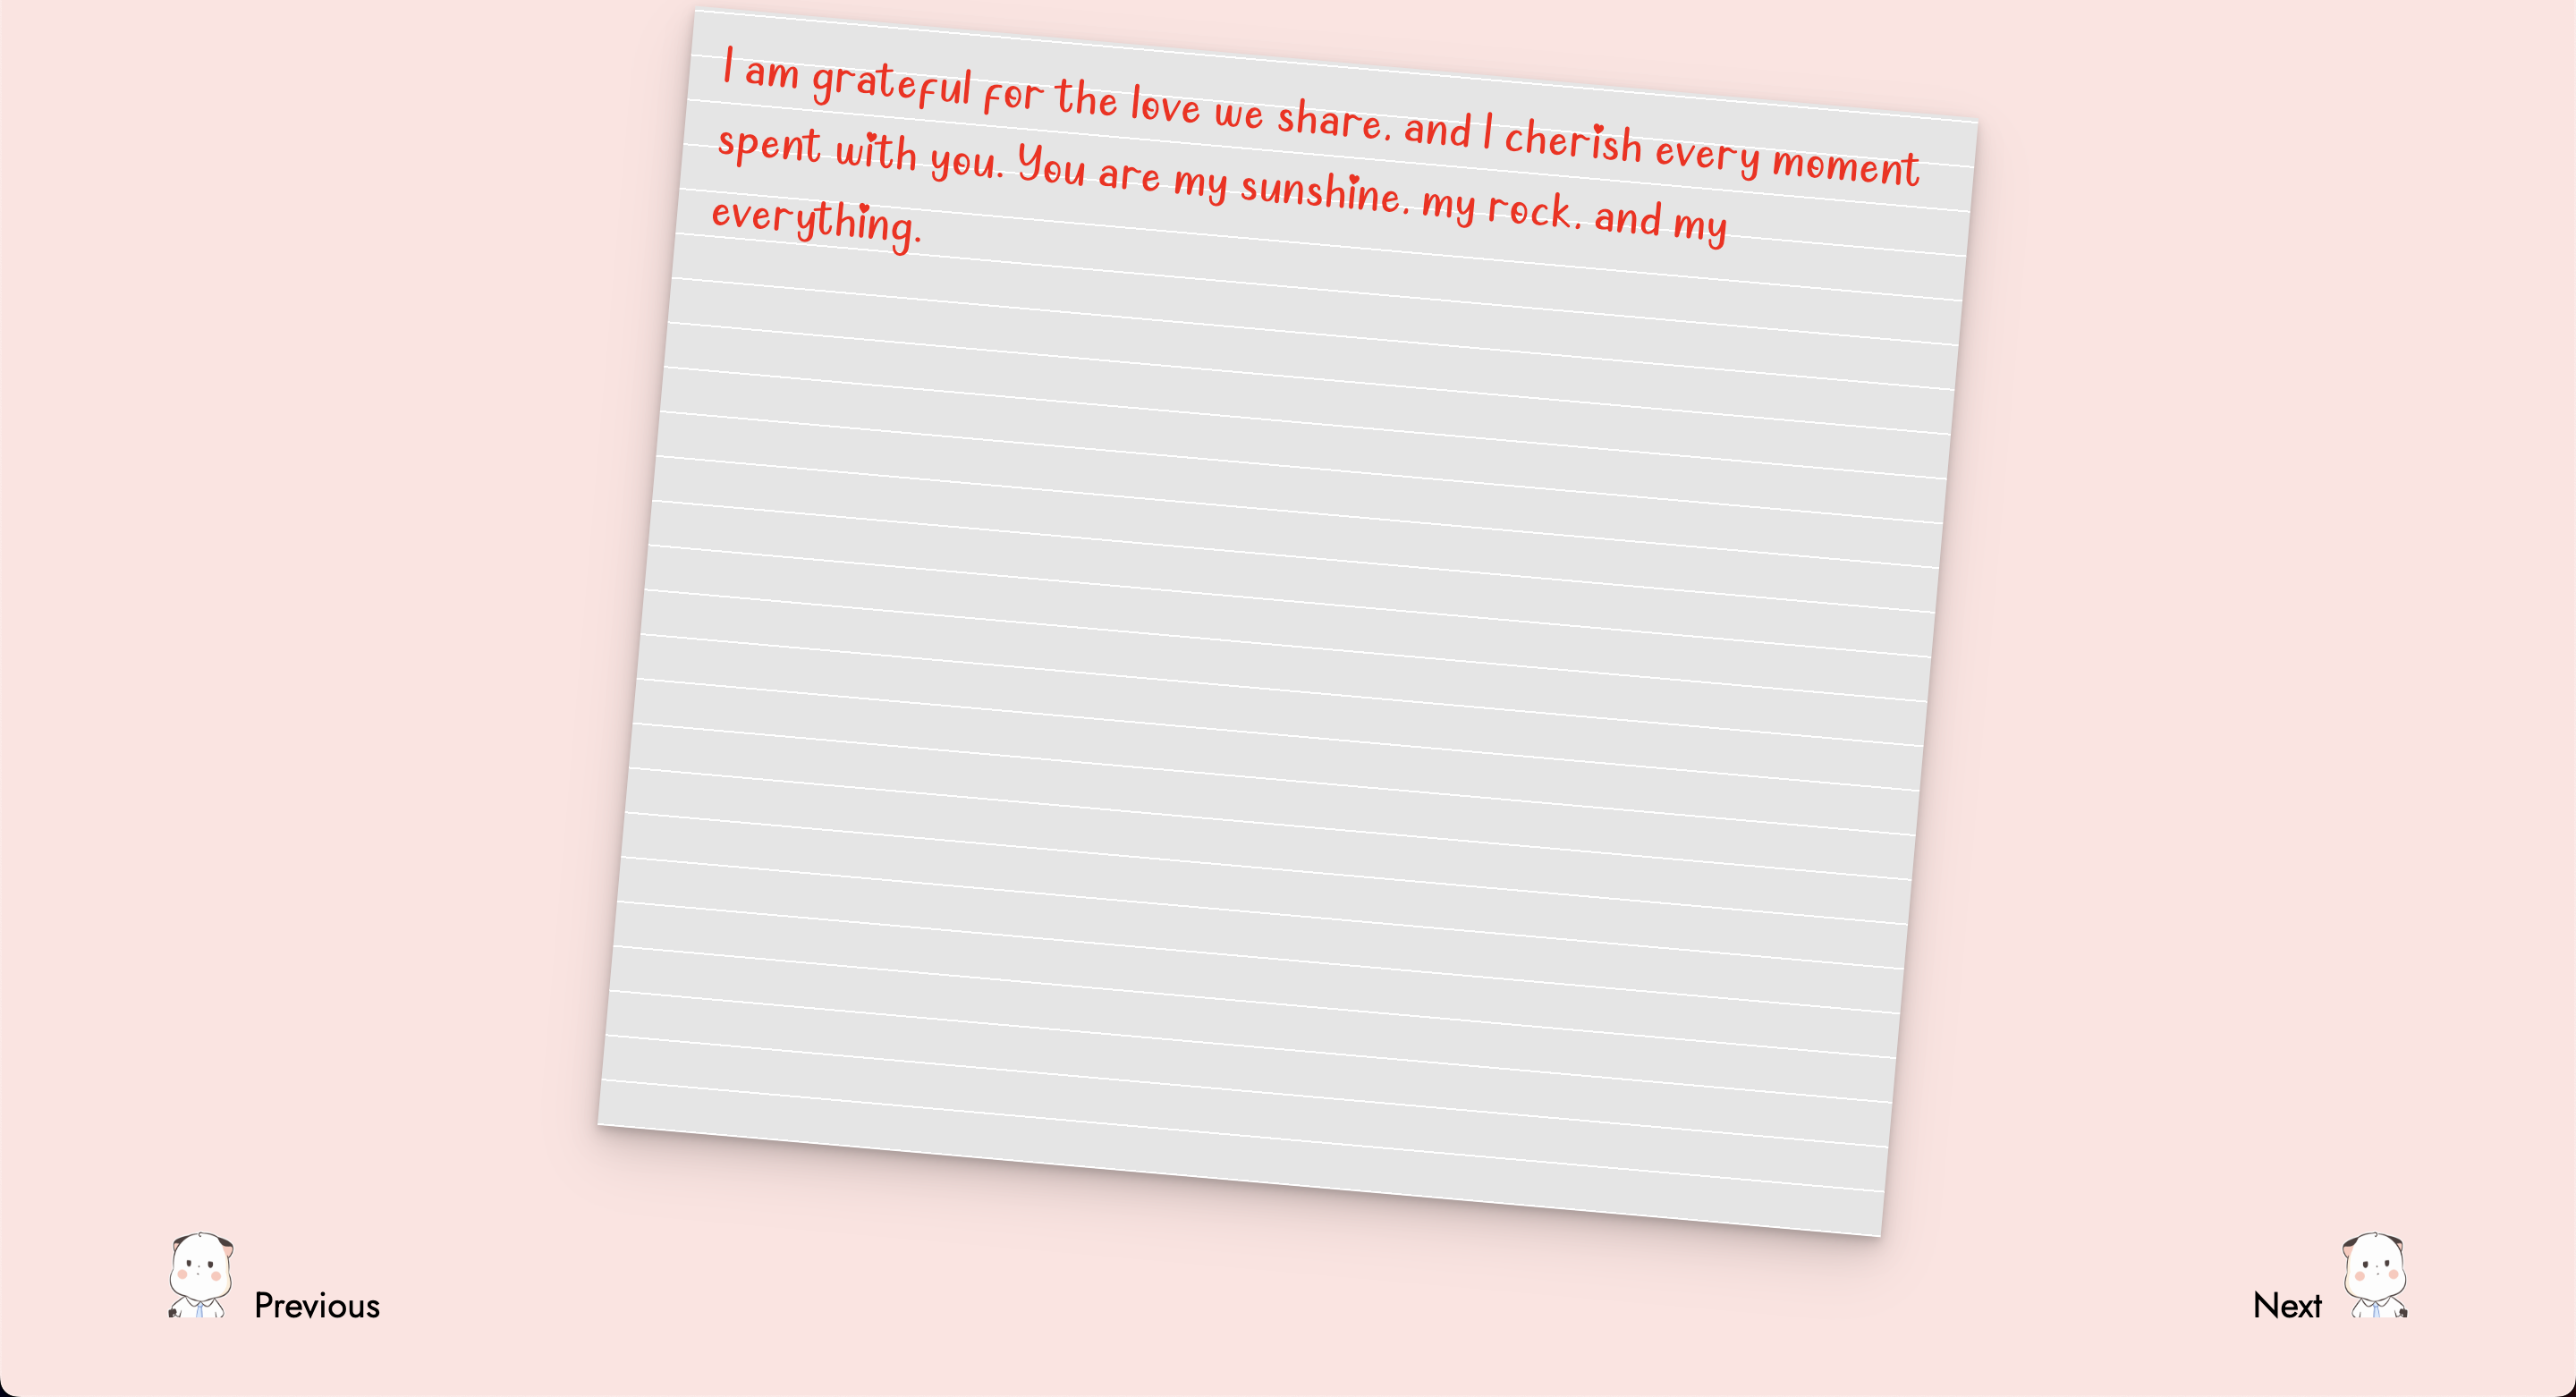 I am grateful for the love we share, and I cherish every moment
spent with you. You are my sunshine, my rock, and my
everything.
Previous
Next